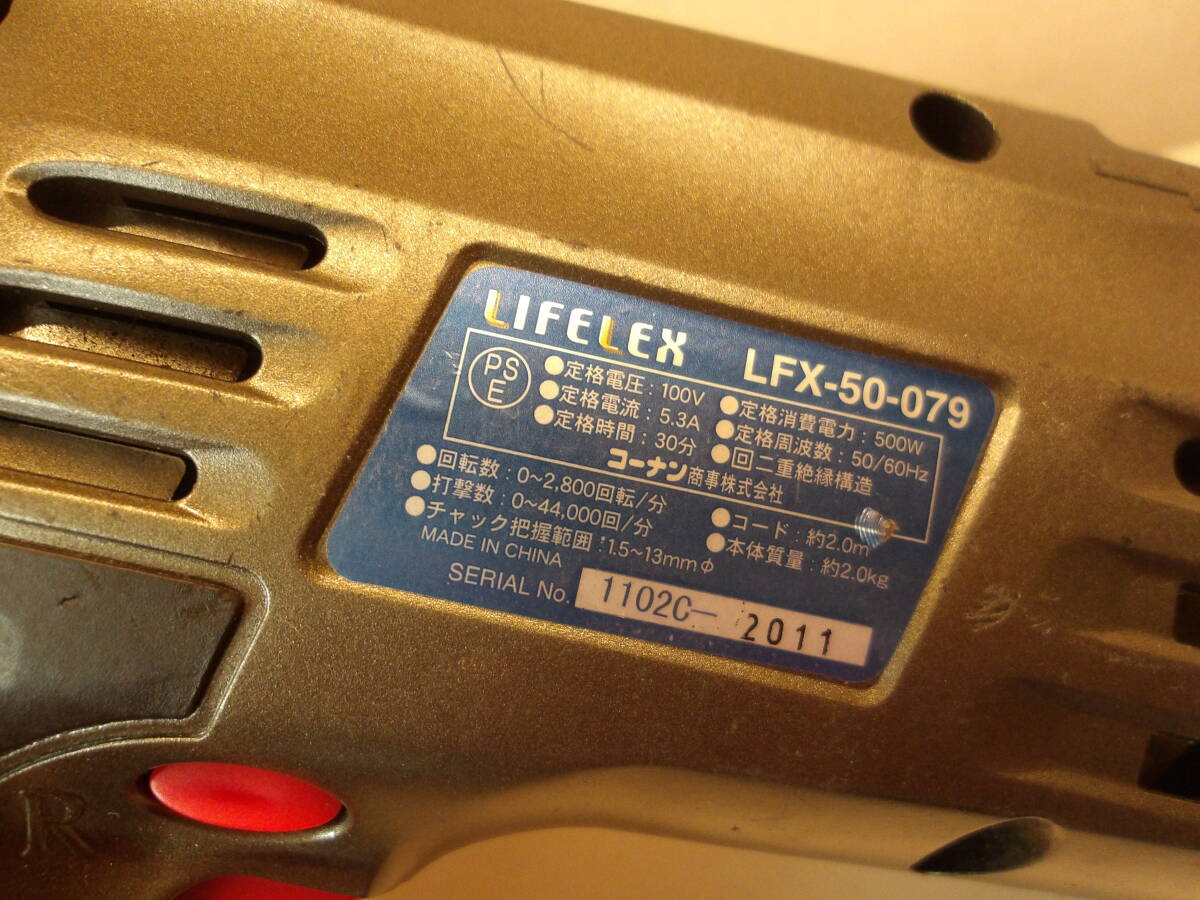 LIFELEX LFX-50-079
PS
E
●定格電圧：100V ●定格消費電力：500W
●定格電流：5.3A ●定格周波数：50/60Hz
●定格時間：30分 ●回二重絶縁構造
コーナン商事株式会社
●回転数：0~2,800回転/分 ●コード：約2.0m
●打撃数：0~44,000回/分 ●本体質量：約2.0kg
●チャック把握範囲：1.5~13mmφ
MADE IN CHINA
SERIAL No. 1102C- 2011
R